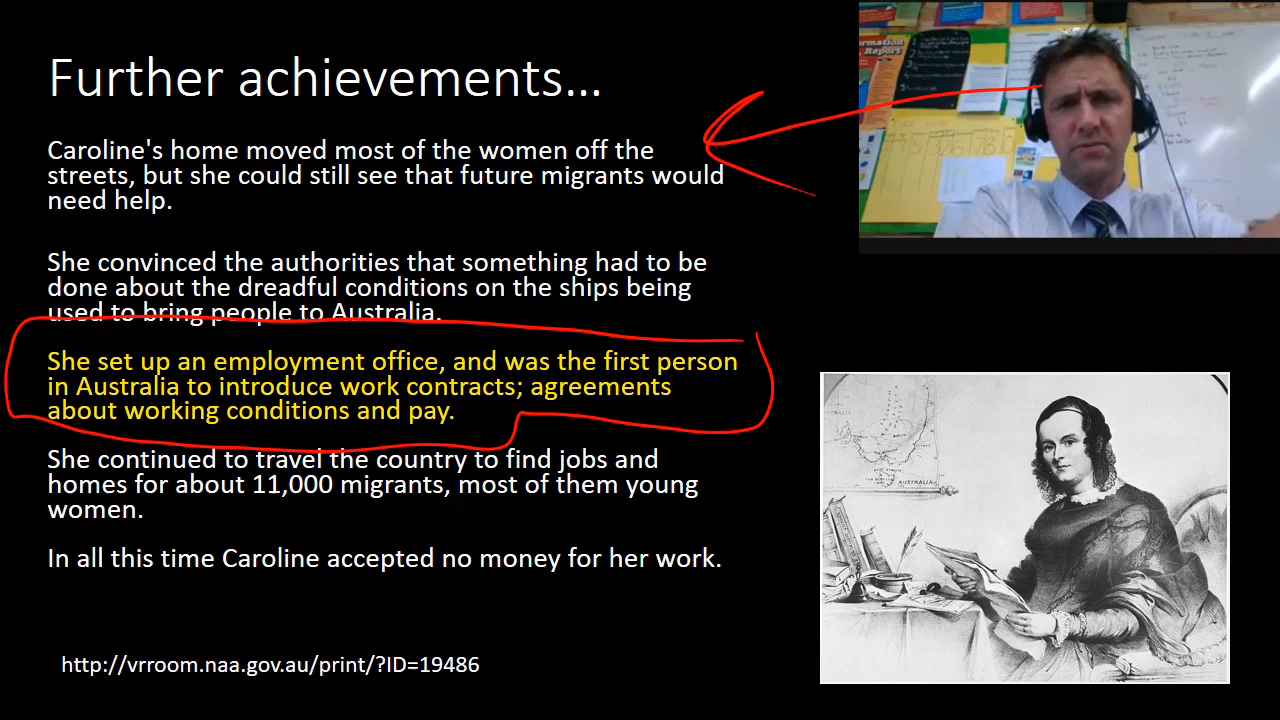 Further achievements...
Caroline's home moved most of the women off the
streets, but she could still see that future migrants would
need help.
She convinced the authorities that something had to be
done about the dreadful conditions on the ships being
used to bring people to Australia.
She set up an employment office, and was the first person
in Australia to introduce work contracts; agreements
about working conditions and pay.
She continued to travel the country to find jobs and
homes for about 11,000 migrants, most of them young
women.
In all this time Caroline accepted no money for her work.
http://vrroom.naa.gov.au/print/?ID=19486
rmation
Report
AUSTRALIA